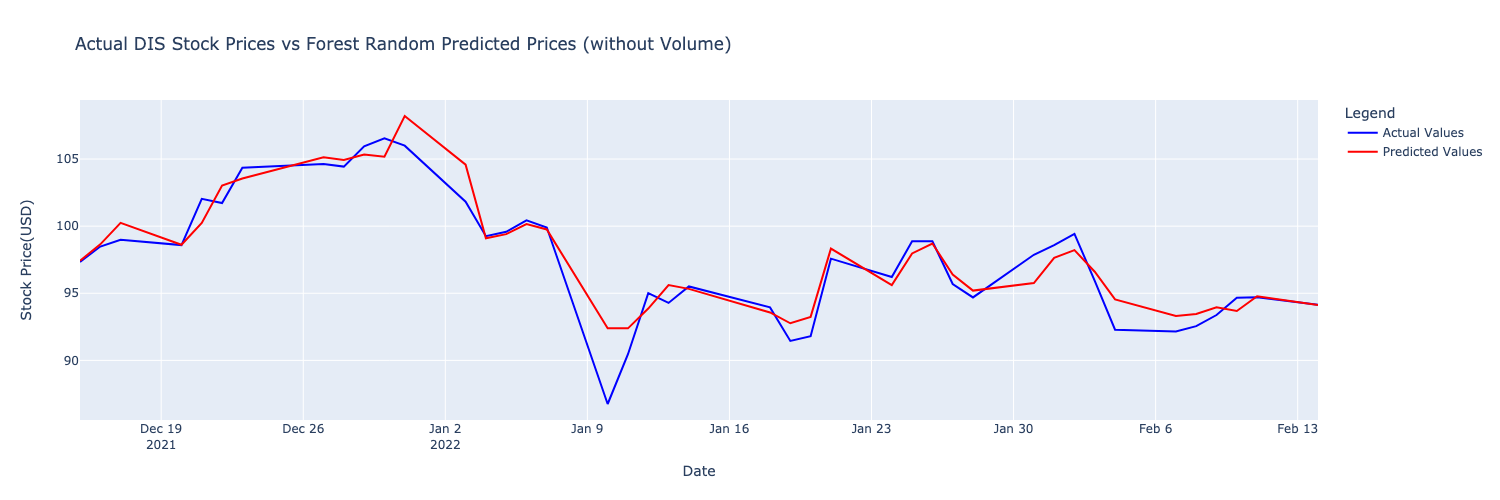 Actual DIS Stock Prices vs Forest Random Predicted Prices (without Volume)
Legend
Actual Values
Predicted Values
Stock Price(USD)
105
100
95
90
Dec 19
2021
Dec 26
Jan 2
2022
Jan 9
Jan 16
Jan 23
Jan 30
Feb 6
Feb 13
Date